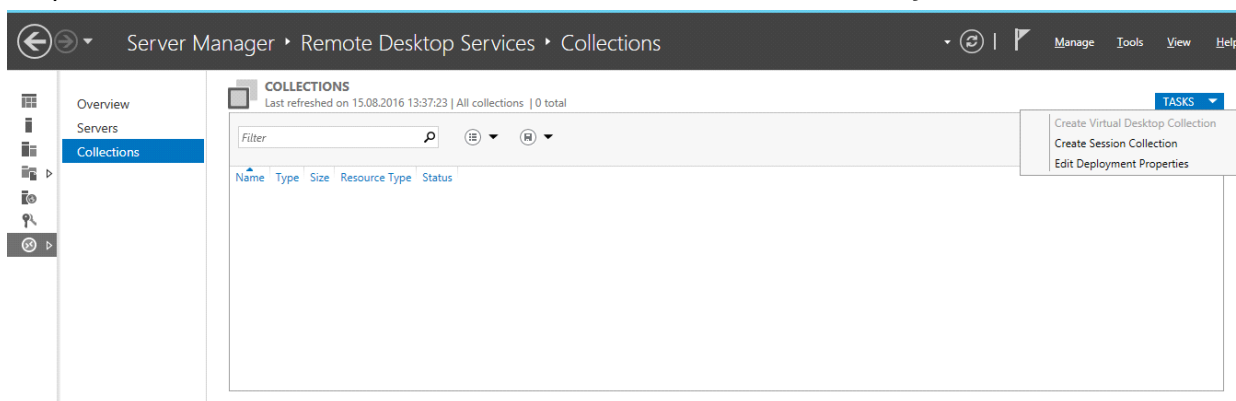 Server Manager ‣ Remote Desktop Services ‣ Collections
Manage Tools View Help
Overview
Servers
Collections
COLLECTIONS
Last refreshed on 15.08.2016 13:37:23 | All collections | 0 total
TASKS
Create Virtual Desktop Collection
Create Session Collection
Edit Deployment Properties
Filter
Name Type Size Resource Type Status